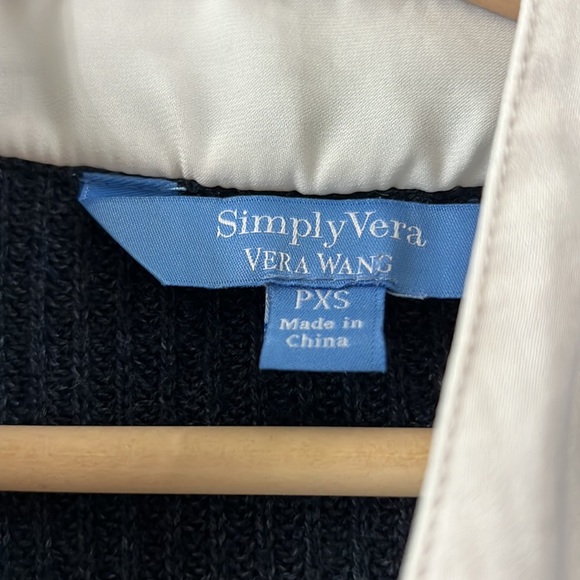 SimplyVera
VERA WANG
PXS
Made in
China